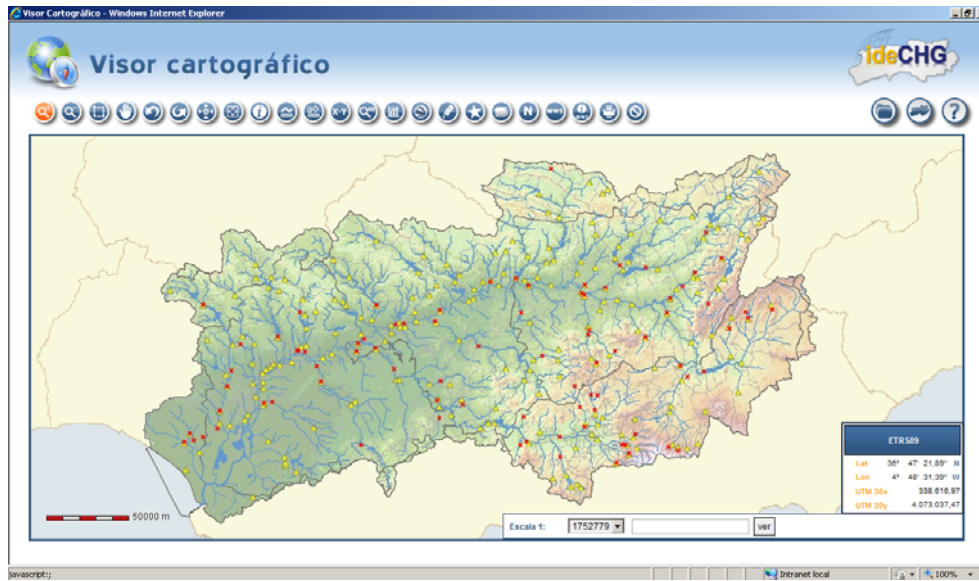 Visor Cartográfico - Windows Internet Explorer
Visor cartográfico
ideCHG
i
X-Y
N
WMS
?
ETRS89
Lat 36° 47' 21,89" N
Lon 4° 48' 31,39" W
UTM 30x 338.616,97
UTM 30y 4.073.037,47
50000 m
Escala 1: 1752779 ver
javascript:;
Intranet local
100%